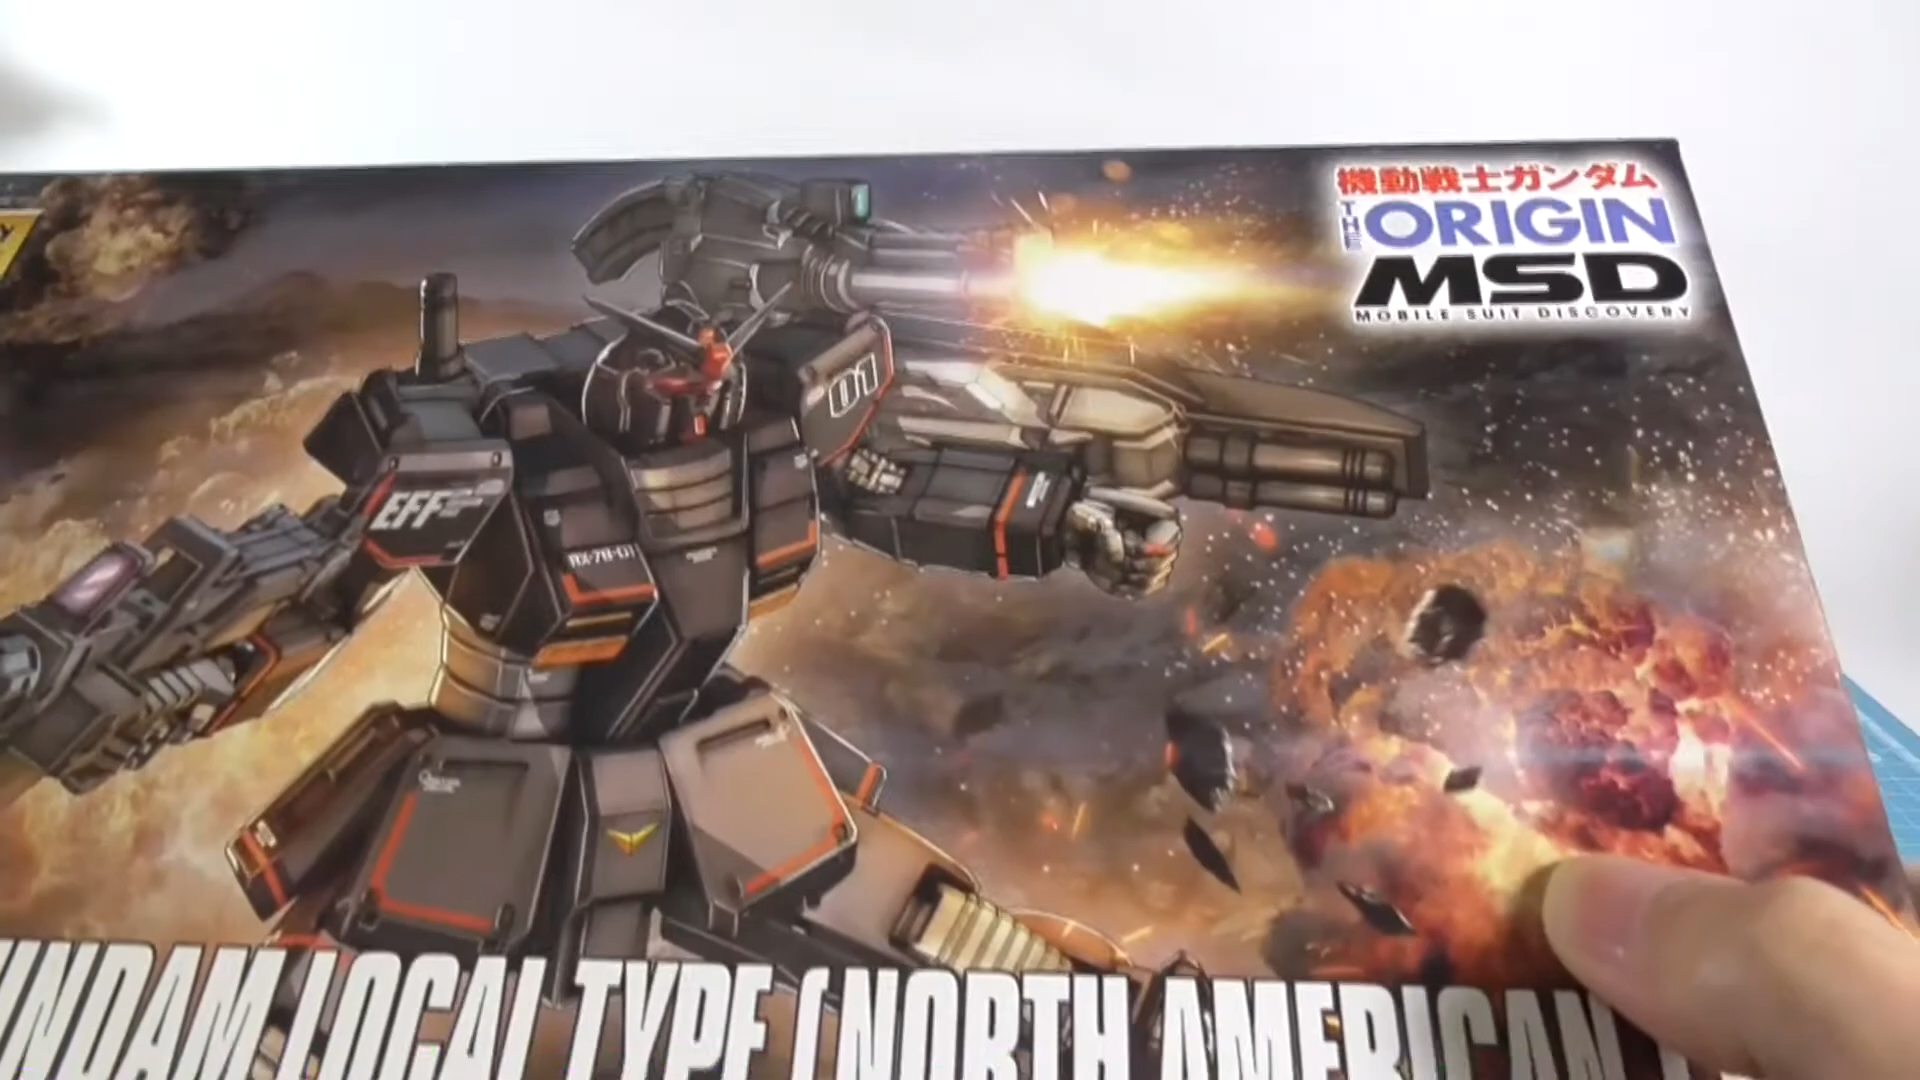 機動戦士ガンダム
THE ORIGIN
MSD
MOBILE SUIT DISCOVERY
01
EFF
RX-78-01
NDAM LOCAL TYPE (NORTH AMERICAN